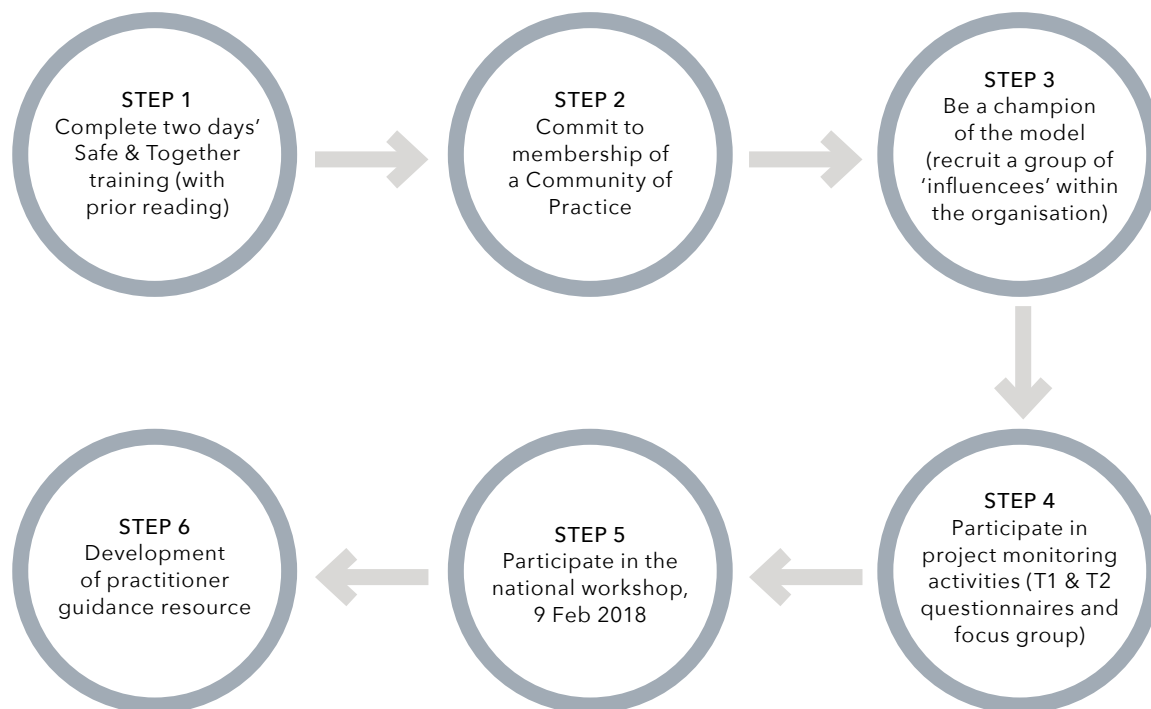 STEP 1
Complete two days’
Safe & Together
training (with
prior reading)
STEP 2
Commit to
membership of
a Community of
Practice
STEP 3
Be a champion
of the model
(recruit a group of
‘influencees’ within
the organisation)
STEP 4
Participate in
project monitoring
activities (T1 & T2
questionnaires and
focus group)
STEP 5
Participate in the
national workshop,
9 Feb 2018
STEP 6
Development
of practitioner
guidance resource